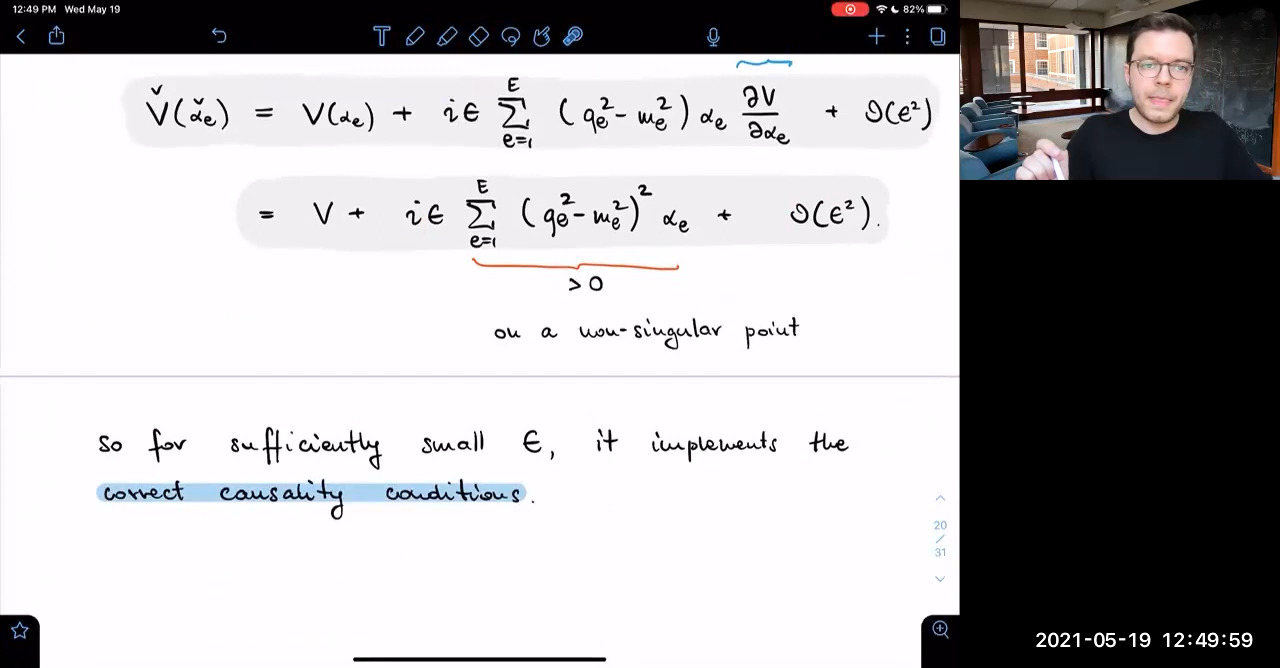 12:49 PM Wed May 19
82%
V̌(α̌ₑ) = V(αₑ) + iϵ Σ_{e=1}^{E} (qₑ² - mₑ²) αₑ ∂V/∂αₑ + O(ϵ²)
= V + iϵ Σ_{e=1}^{E} (qₑ² - mₑ²)² αₑ + O(ϵ²).
> 0
on a non-singular point
so for sufficiently small ϵ, it implements the
correct causality conditions.
20
/
31
2021-05-19 12:49:59